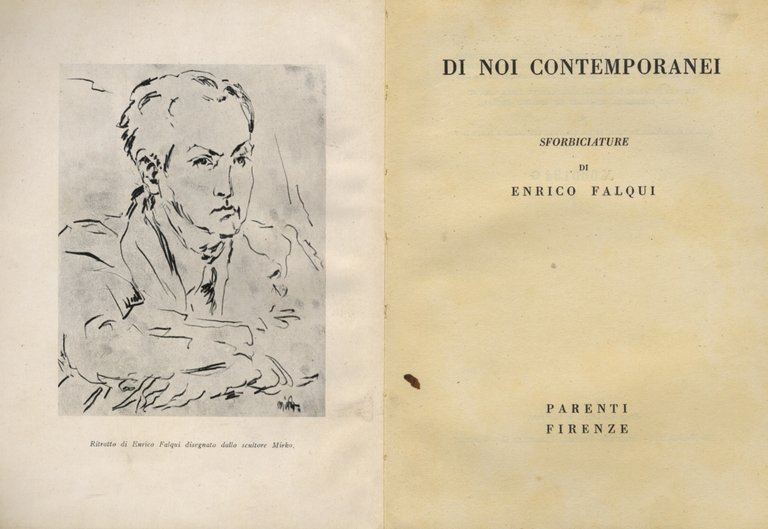 Ritratto di Enrico Falqui disegnato dallo scultore Mirko.
DI NOI CONTEMPORANEI
SFORBICIATURE
DI
ENRICO FALQUI
PARENTI
FIRENZE